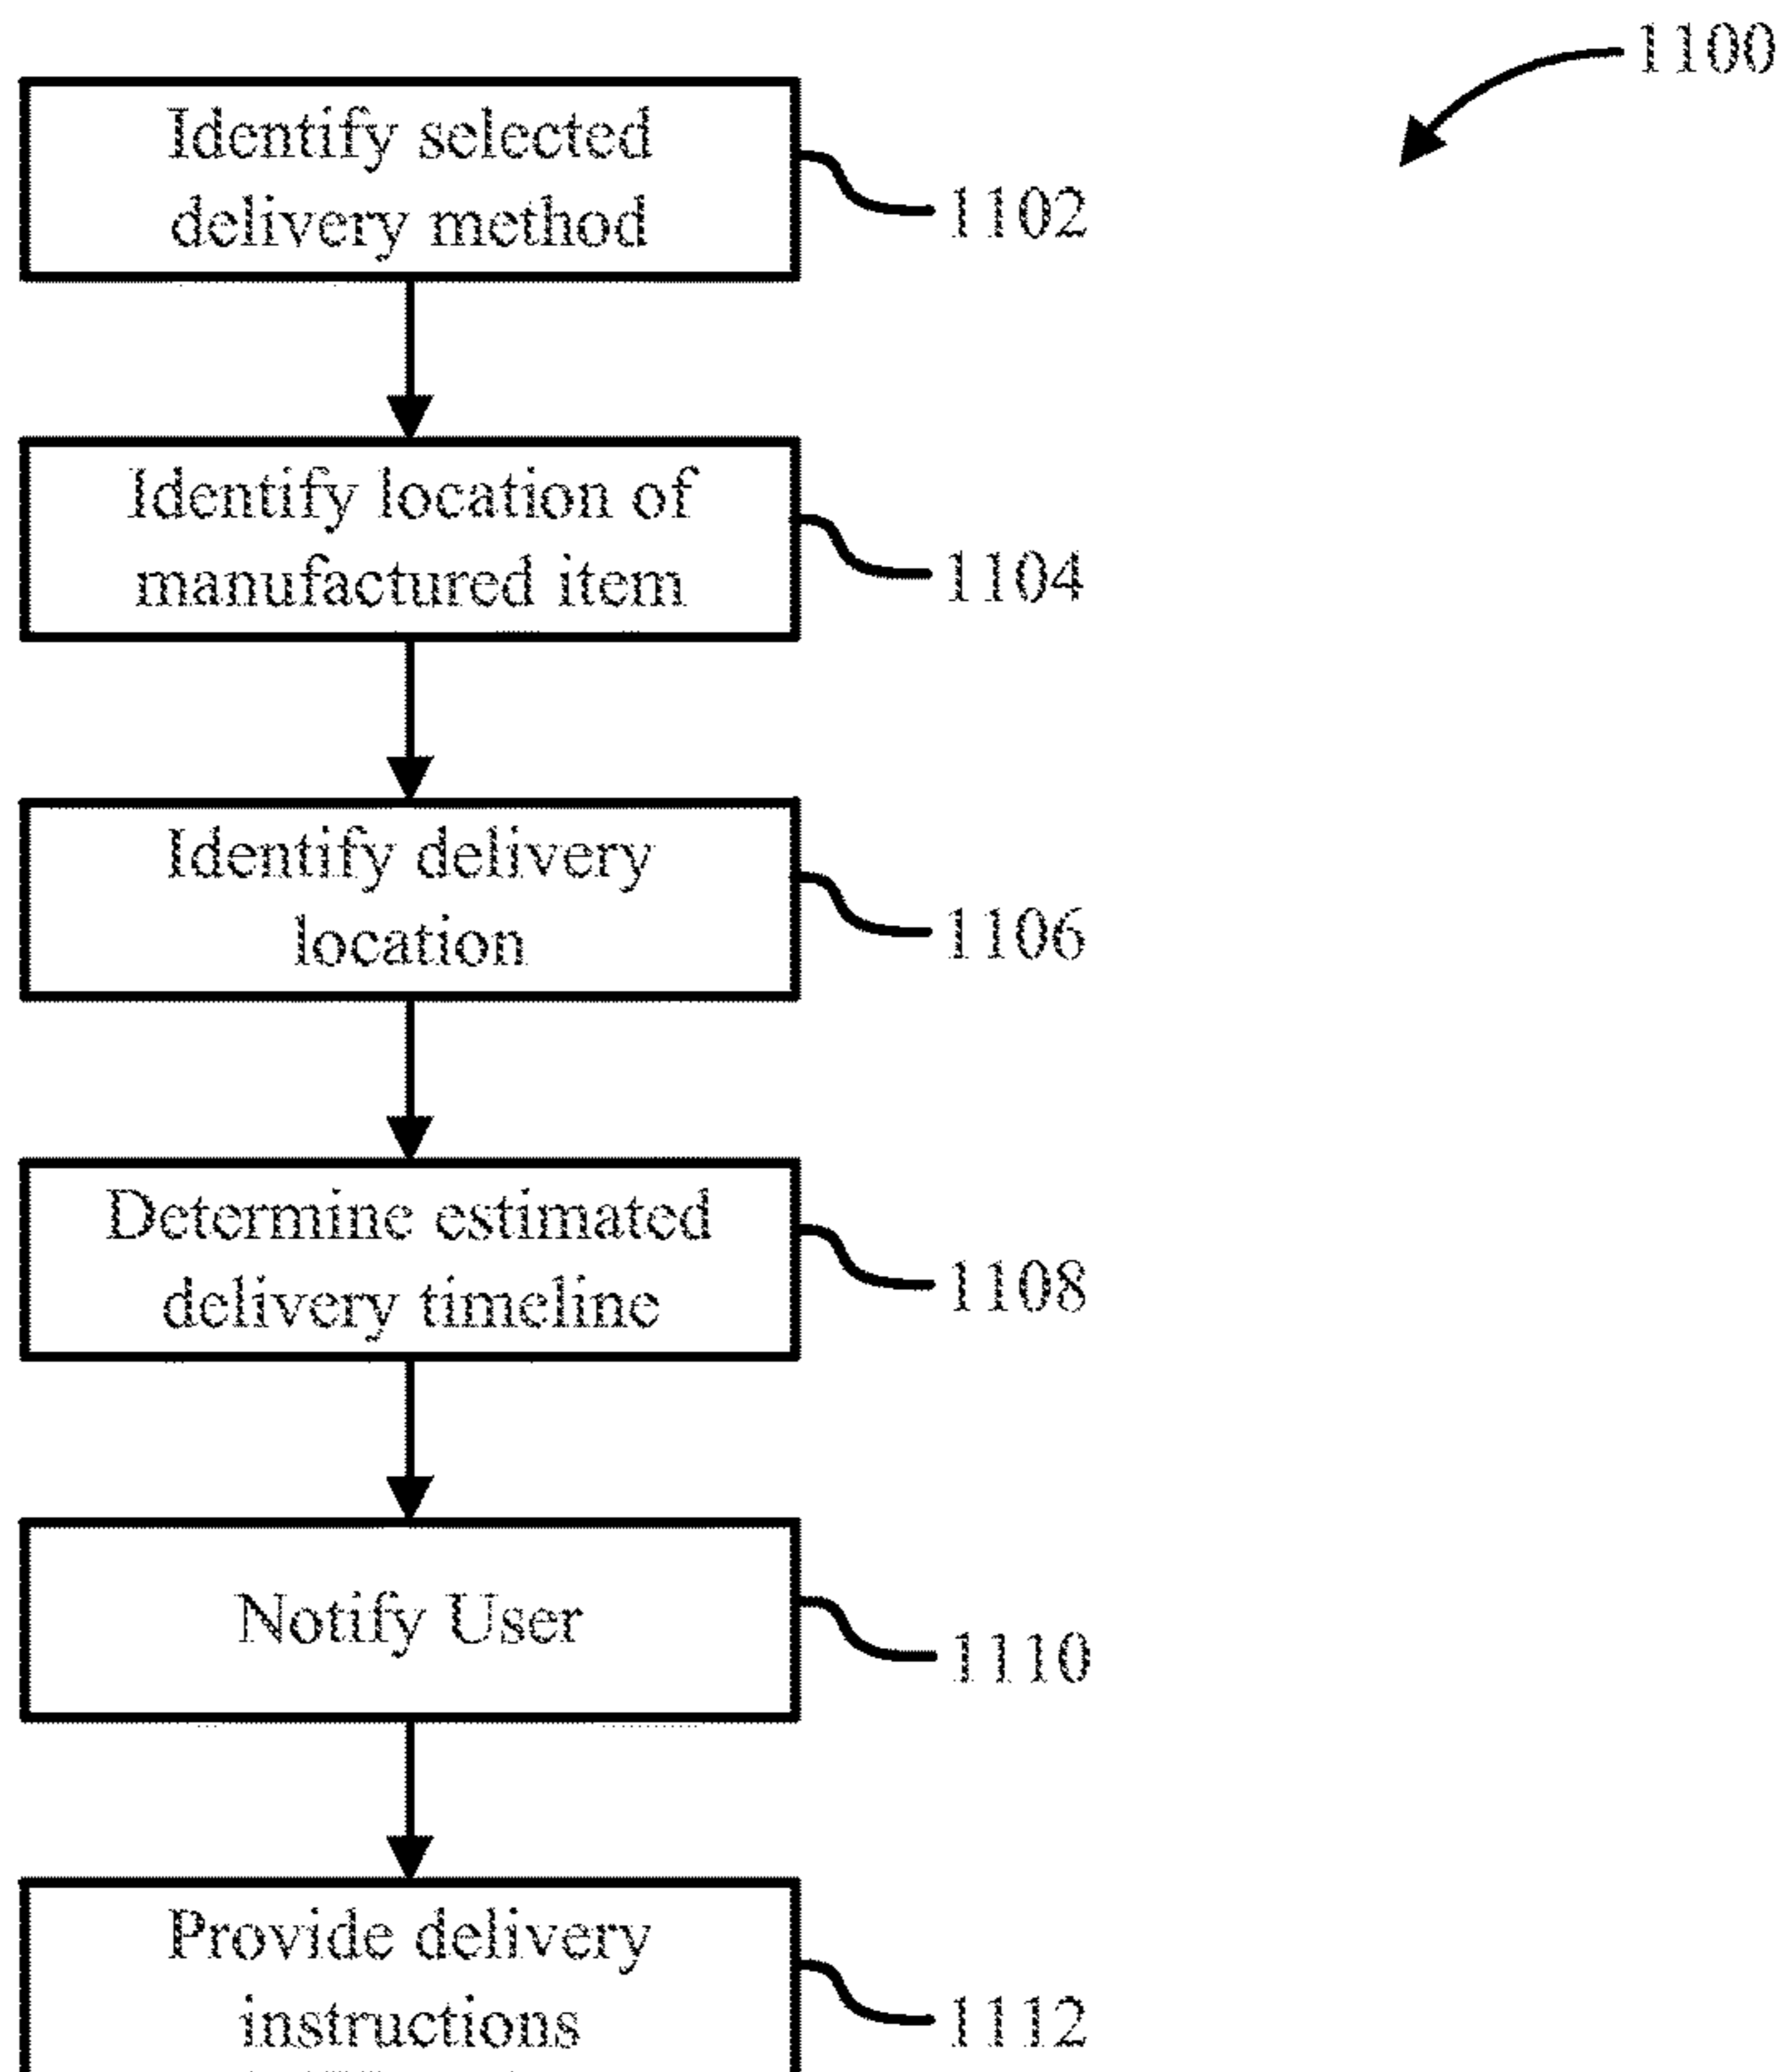 1100
Identify selected
delivery method
1102
Identify location of
manufactured item
1104
Identify delivery
location
1106
Determine estimated
delivery timeline
1108
Notify User
1110
Provide delivery
instructions
1112